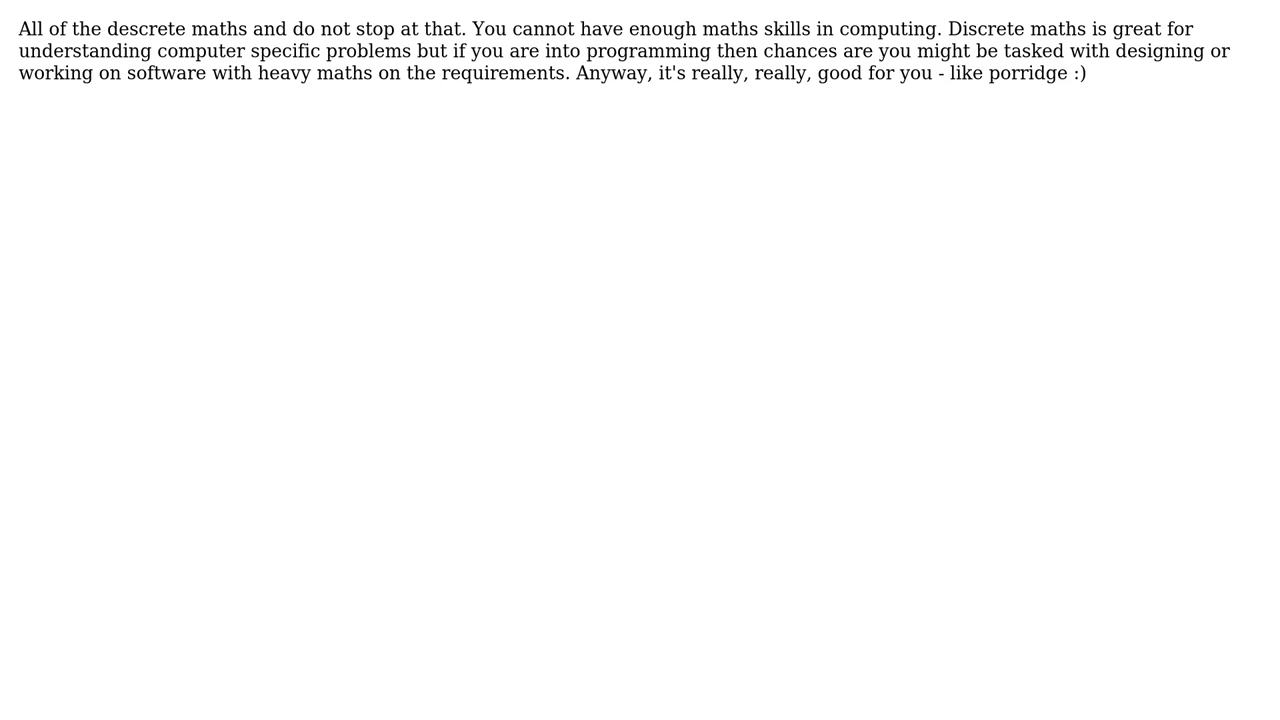 All of the descrete maths and do not stop at that. You cannot have enough maths skills in computing. Discrete maths is great for
understanding computer specific problems but if you are into programming then chances are you might be tasked with designing or
working on software with heavy maths on the requirements. Anyway, it's really, really, good for you - like porridge :)